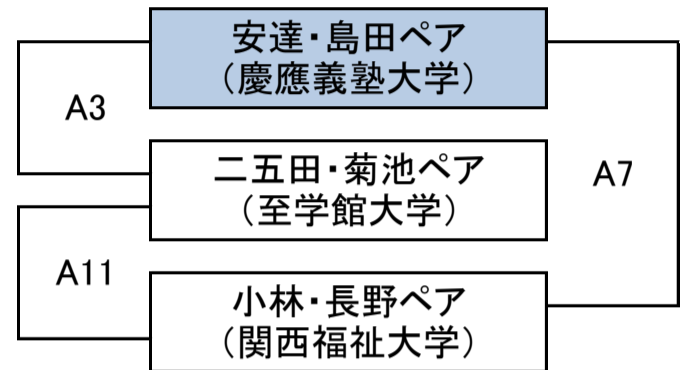 安達・島田ペア
(慶應義塾大学)
A3
二五田・菊池ペア
(至学館大学)
A7
A11
小林・長野ペア
(関西福祉大学)